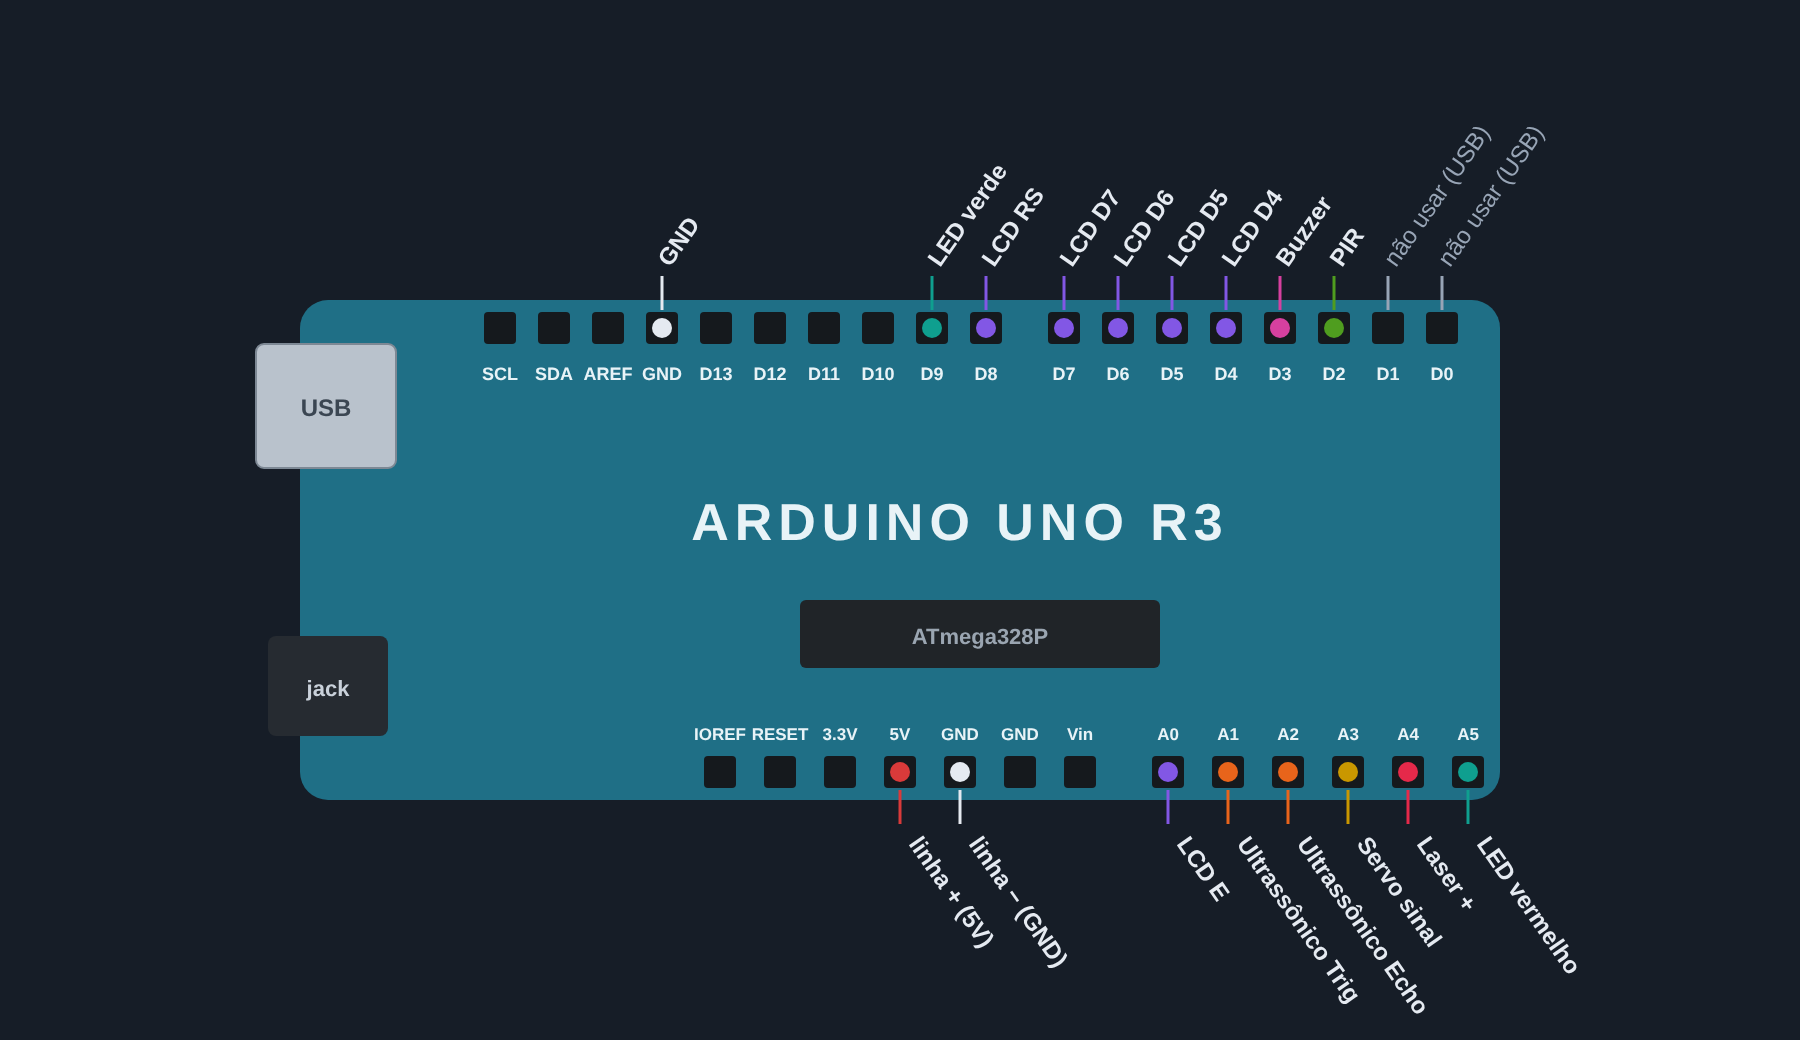 GND
LED verde
LCD RS
LCD D7
LCD D6
LCD D5
LCD D4
Buzzer
PIR
não usar (USB)
não usar (USB)
SCL SDA AREF GND D13 D12 D11 D10 D9 D8 D7 D6 D5 D4 D3 D2 D1 D0
USB
ARDUINO UNO R3
ATmega328P
jack
IOREF RESET 3.3V 5V GND GND Vin A0 A1 A2 A3 A4 A5
linha + (5V)
linha – (GND)
LCD E
Ultrassônico Trig
Ultrassônico Echo
Servo sinal
Laser +
LED vermelho